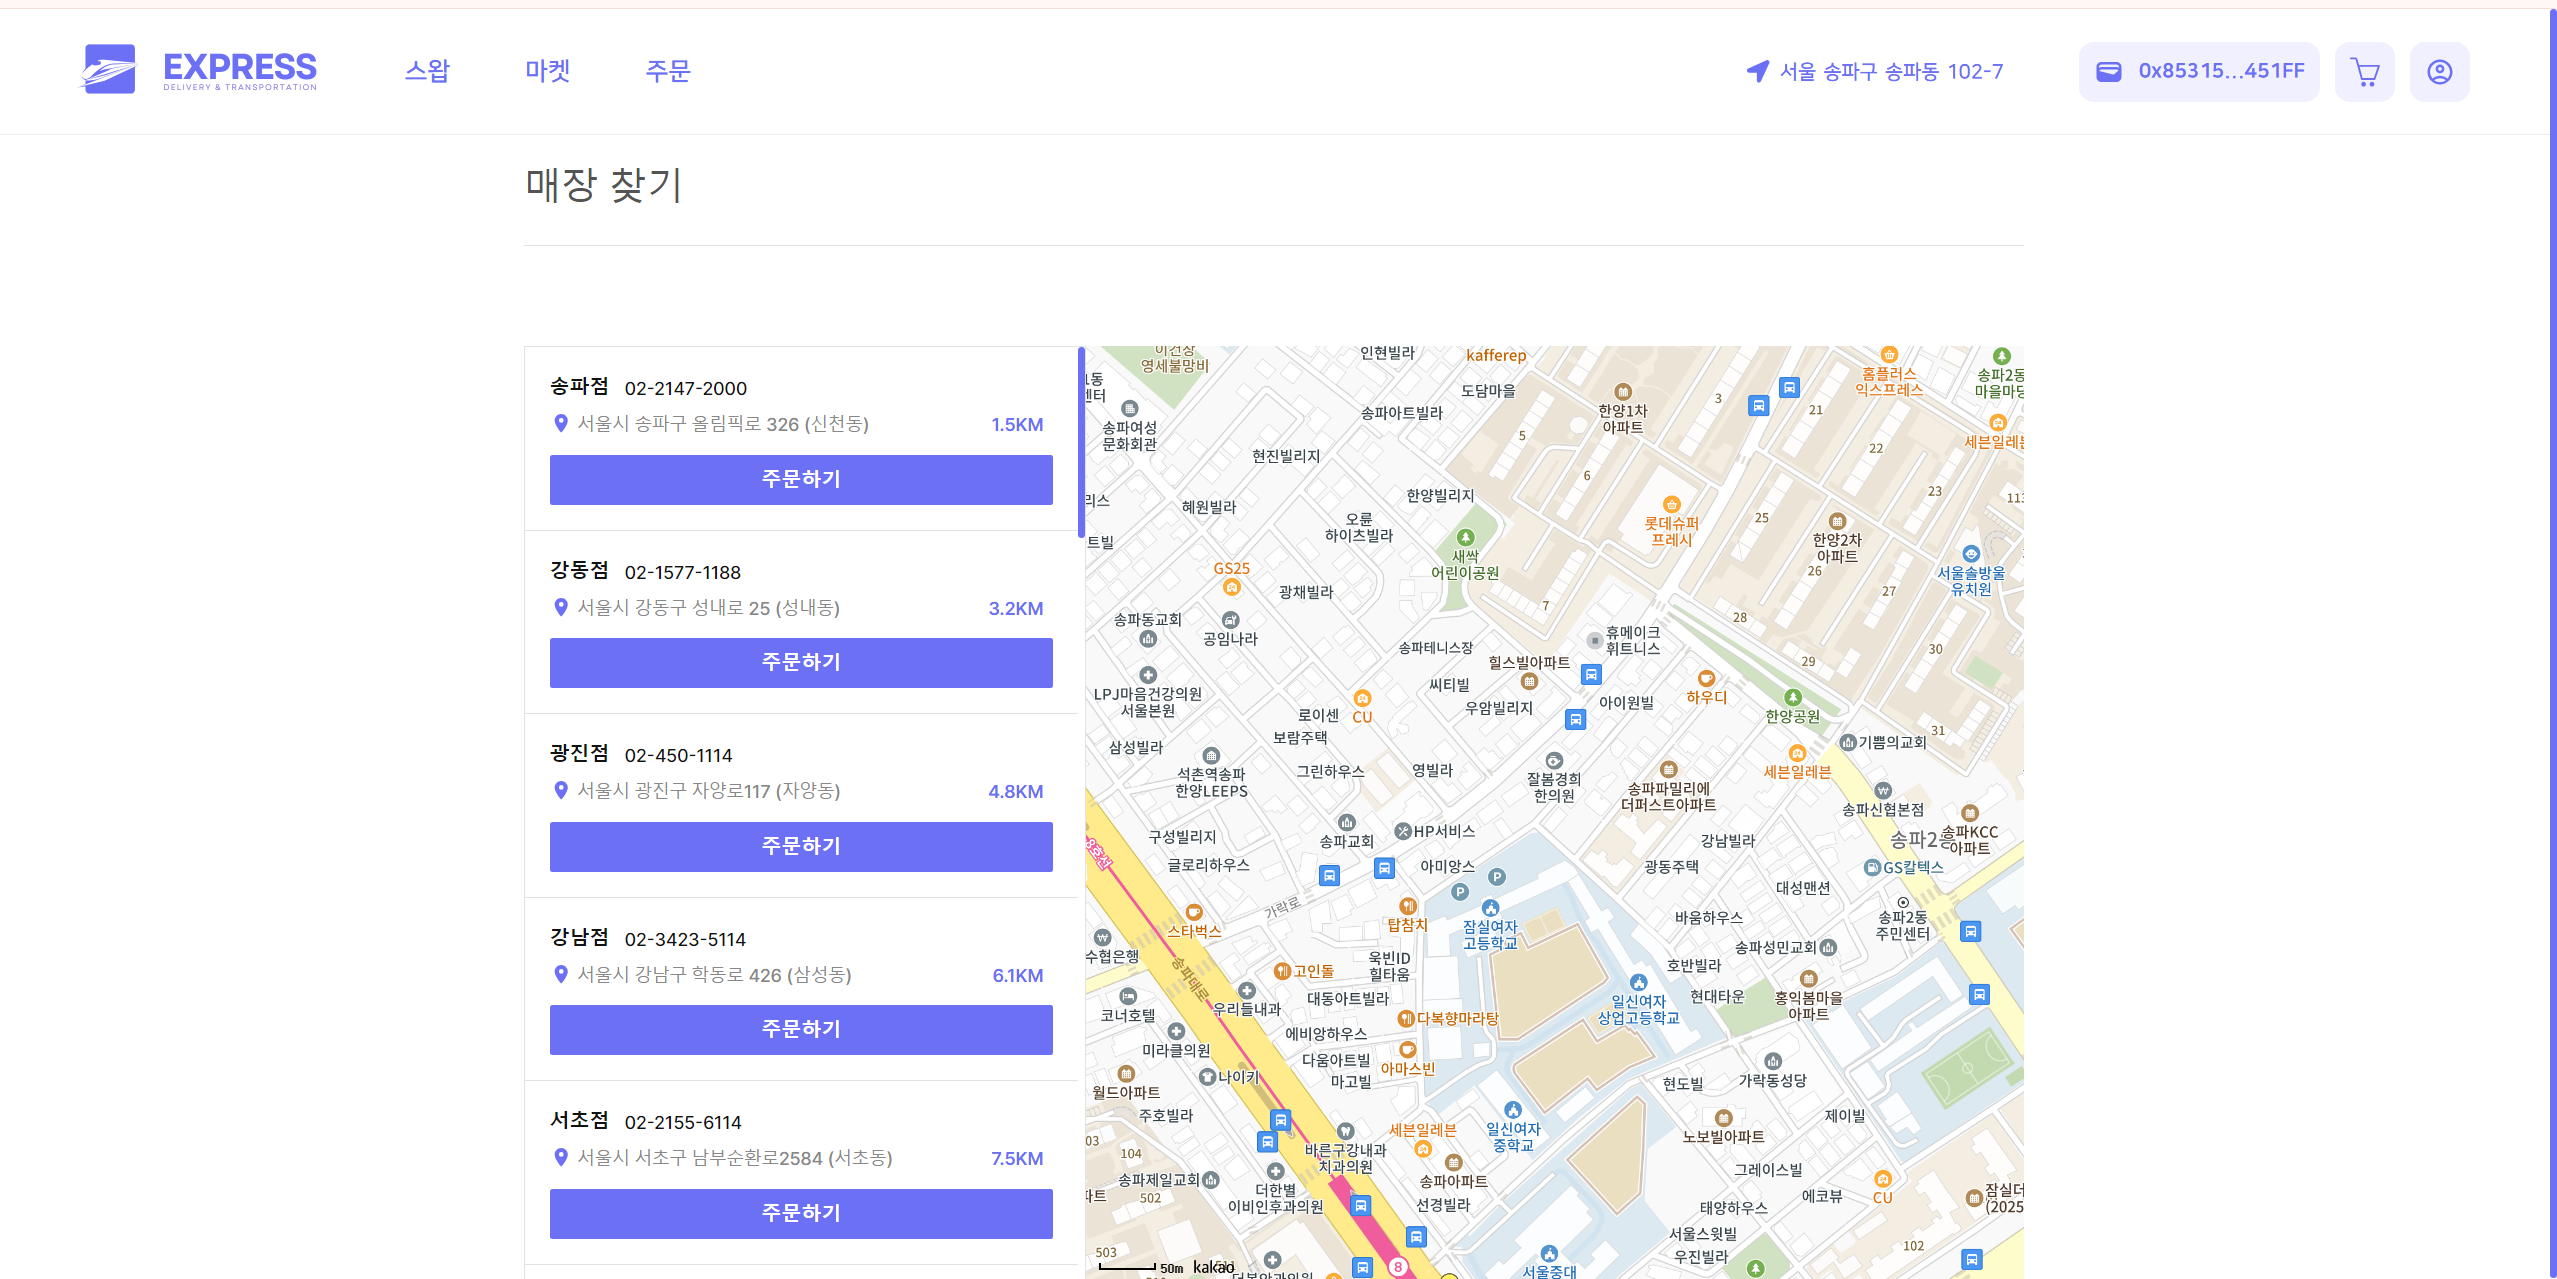 EXPRESS
DELIVERY & TRANSPORTATION
스왑
마켓
주문
서울 송파구 송파동 102-7
0x85315...451FF
매장 찾기
송파점 02-2147-2000
서울시 송파구 올림픽로 326 (신천동) 1.5KM
주문하기
강동점 02-1577-1188
서울시 강동구 성내로 25 (성내동) 3.2KM
주문하기
광진점 02-450-1114
서울시 광진구 자양로117 (자양동) 4.8KM
주문하기
강남점 02-3423-5114
서울시 강남구 학동로 426 (삼성동) 6.1KM
주문하기
서초점 02-2155-6114
서울시 서초구 남부순환로2584 (서초동) 7.5KM
주문하기
영세불망비
인현빌라
kafferep
홈플러스
익스프레스
송파2동
도담마을
한양1차
아파트
3
21
송파여성
문화회관
송파아트빌라
5
22
세븐일레븐
현진빌리지
6
23
혜원빌라
한양빌리지
오륜
하이츠빌라
롯데슈퍼
프레시
25
한양2차
아파트
26
새싹
어린이공원
서울솔방울
유치원
GS25
광채빌라
7
27
28
송파동교회
공임나라
송파테니스장
휴메이크
휘트니스
29
30
힐스빌아파트
LPJ마음건강의원
서울본원
씨티빌
우암빌리지
아이원빌
하우디
한양공원
로이센
CU
보람주택
31
기쁨의교회
삼성빌라
석촌역송파
한양LEEPS
그린하우스
영빌라
잘봄경희
한의원
송파파밀리에
더퍼스트아파트
세븐일레븐
송파신협본점
송파KCC
아파트
8호선
구성빌리지
송파교회
HP서비스
강남빌라
글로리하우스
아미앙스
광동주택
GS칼텍스
P
P
대성맨션
가락로
스타벅스
탑참치
잠실여자
고등학교
바움하우스
송파2동
주민센터
수협은행
송파대로
고인돌
욱빈ID
힐타움
송파성민교회
호반빌라
대동아트빌라
현대타운
홍익봄마을
아파트
일신여자
상업고등학교
코너호텔
우리들내과
다복향마라탕
에비앙하우스
미라클의원
다움아트빌
아마스빈
나이키
마고빌
현도빌
가락동성당
월드아파트
주호빌라
제이빌
세븐일레븐
일신여자
중학교
노보빌아파트
104
바른구강내과
치과의원
송파제일교회
502
더한별
이비인후과의원
송파아파트
선경빌라
그레이스빌
에코뷰
CU
태양하우스
서울스윗빌
우진빌라
102
503
50m
kakao
8
서울중대